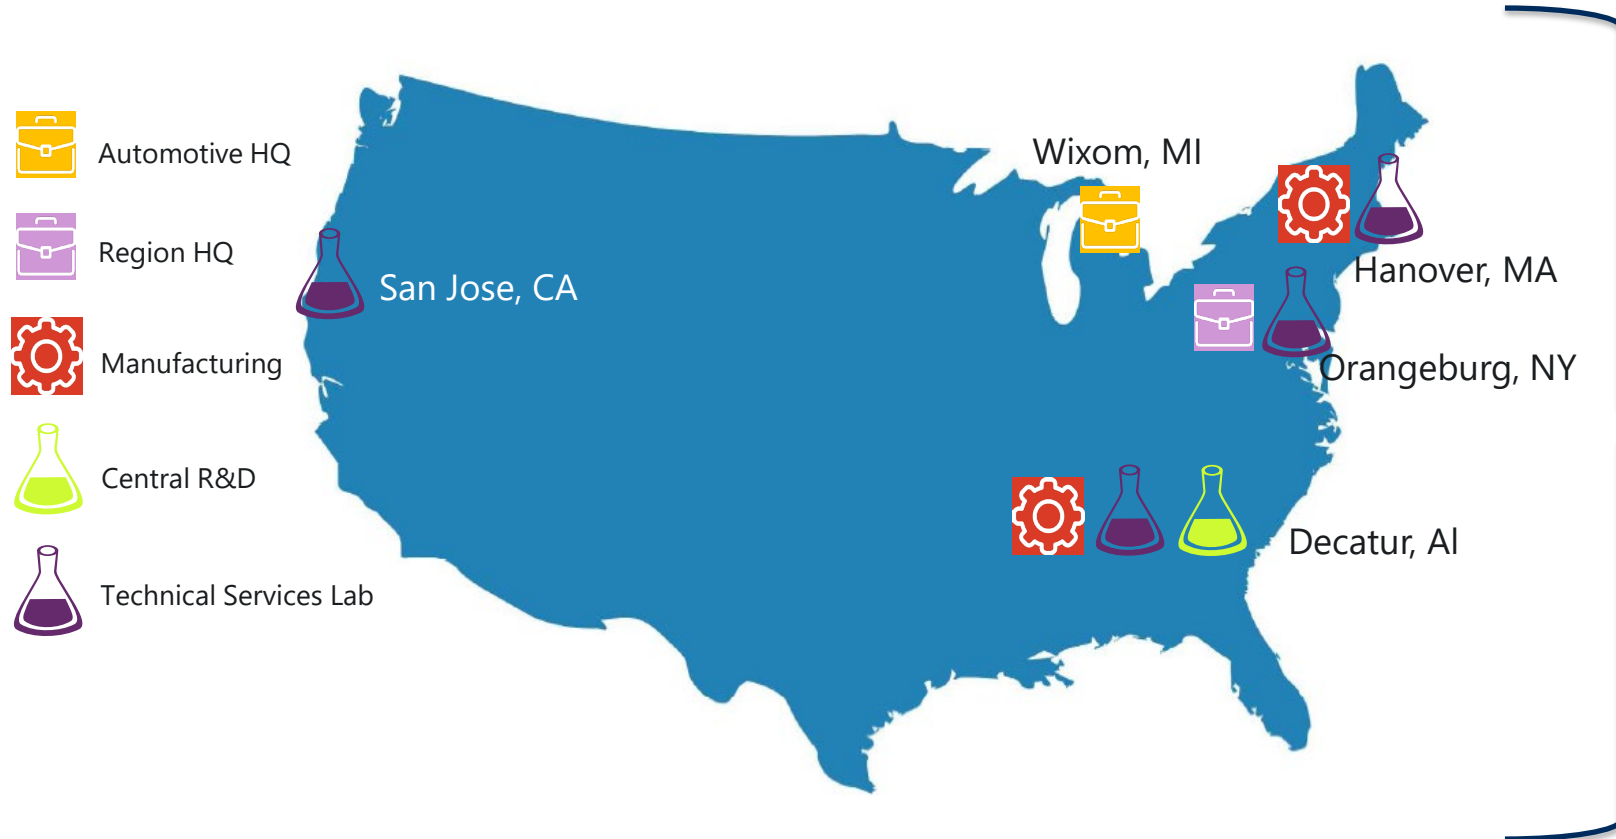 Automotive HQ
Region HQ
Manufacturing
Central R&D
Technical Services Lab
Wixom, MI
San Jose, CA
Hanover, MA
Orangeburg, NY
Decatur, Al